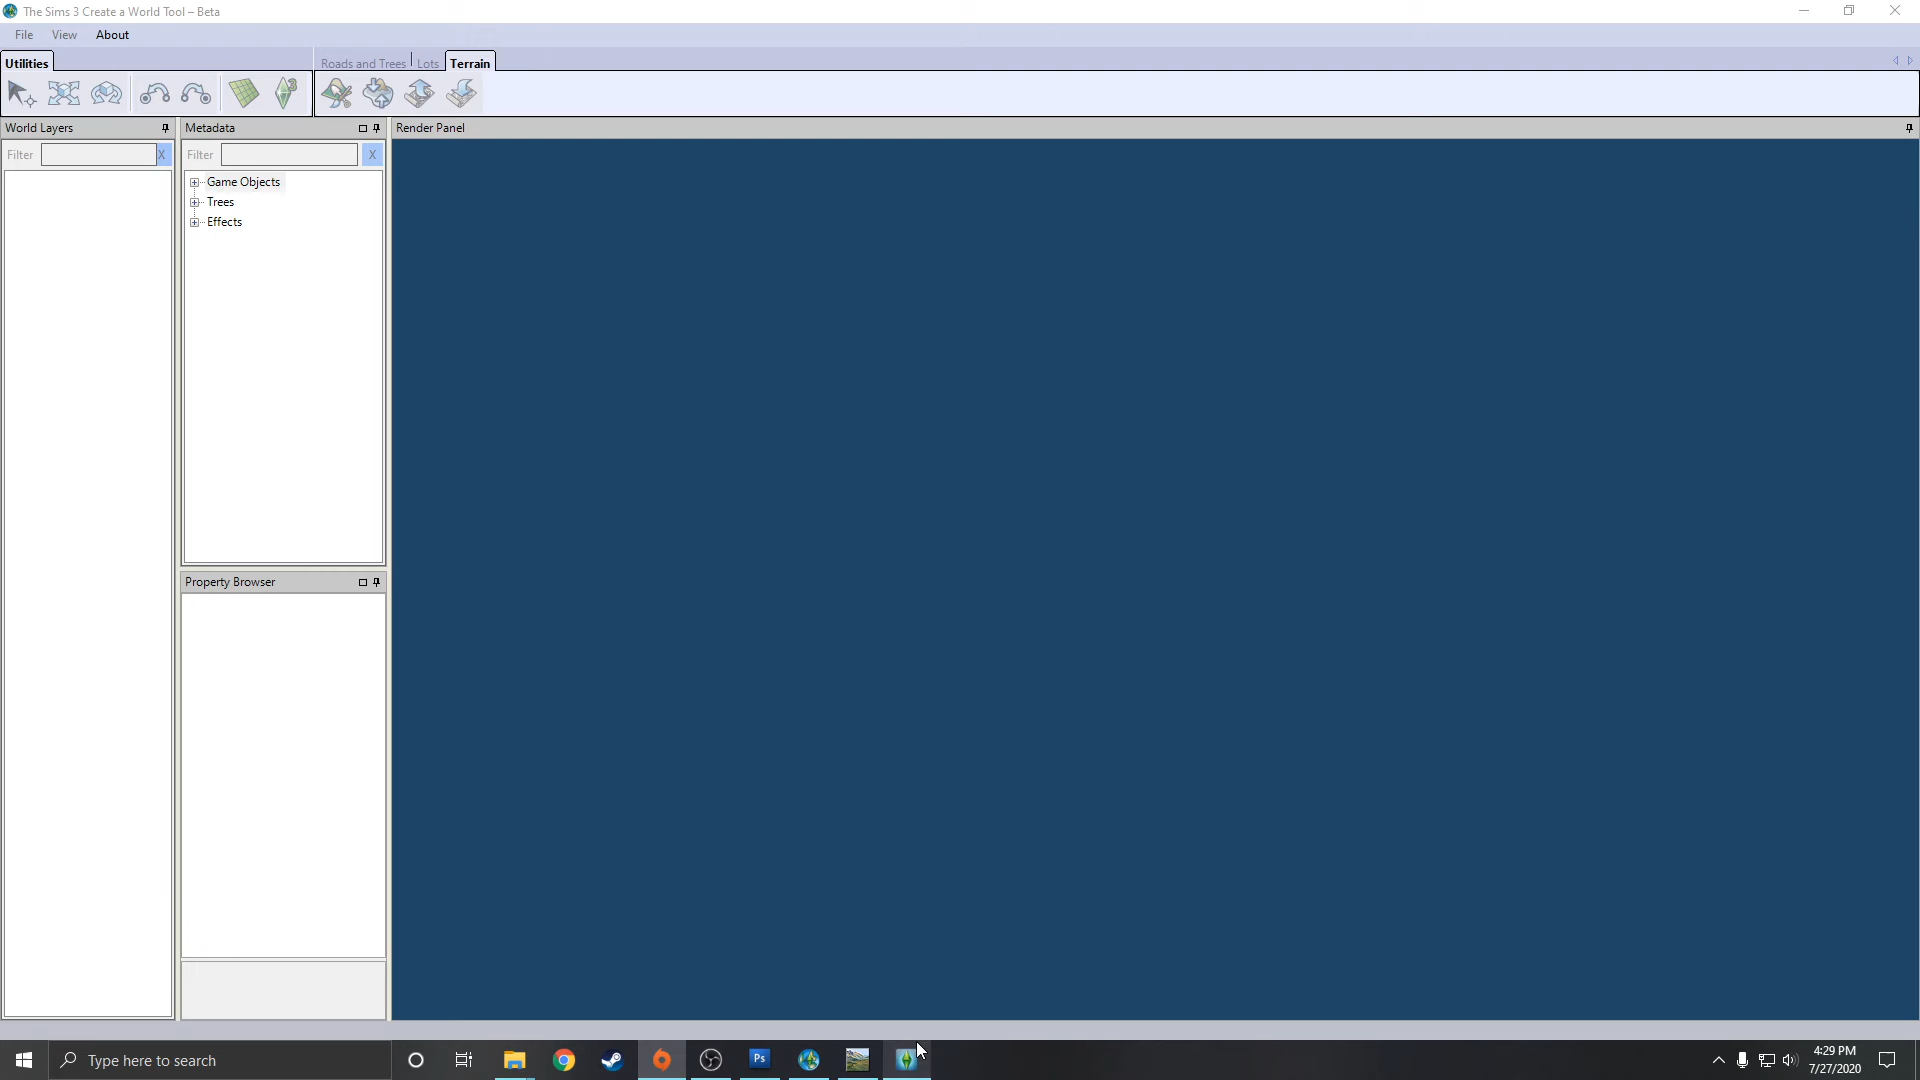 The Sims 3 Create a World Tool – Beta
File View About
Utilities Roads and Trees Lots Terrain
World Layers Metadata Render Panel
Filter X Filter X
Game Objects
Trees
Effects
Property Browser
Type here to search Ps 4:29 PM
7/27/2020